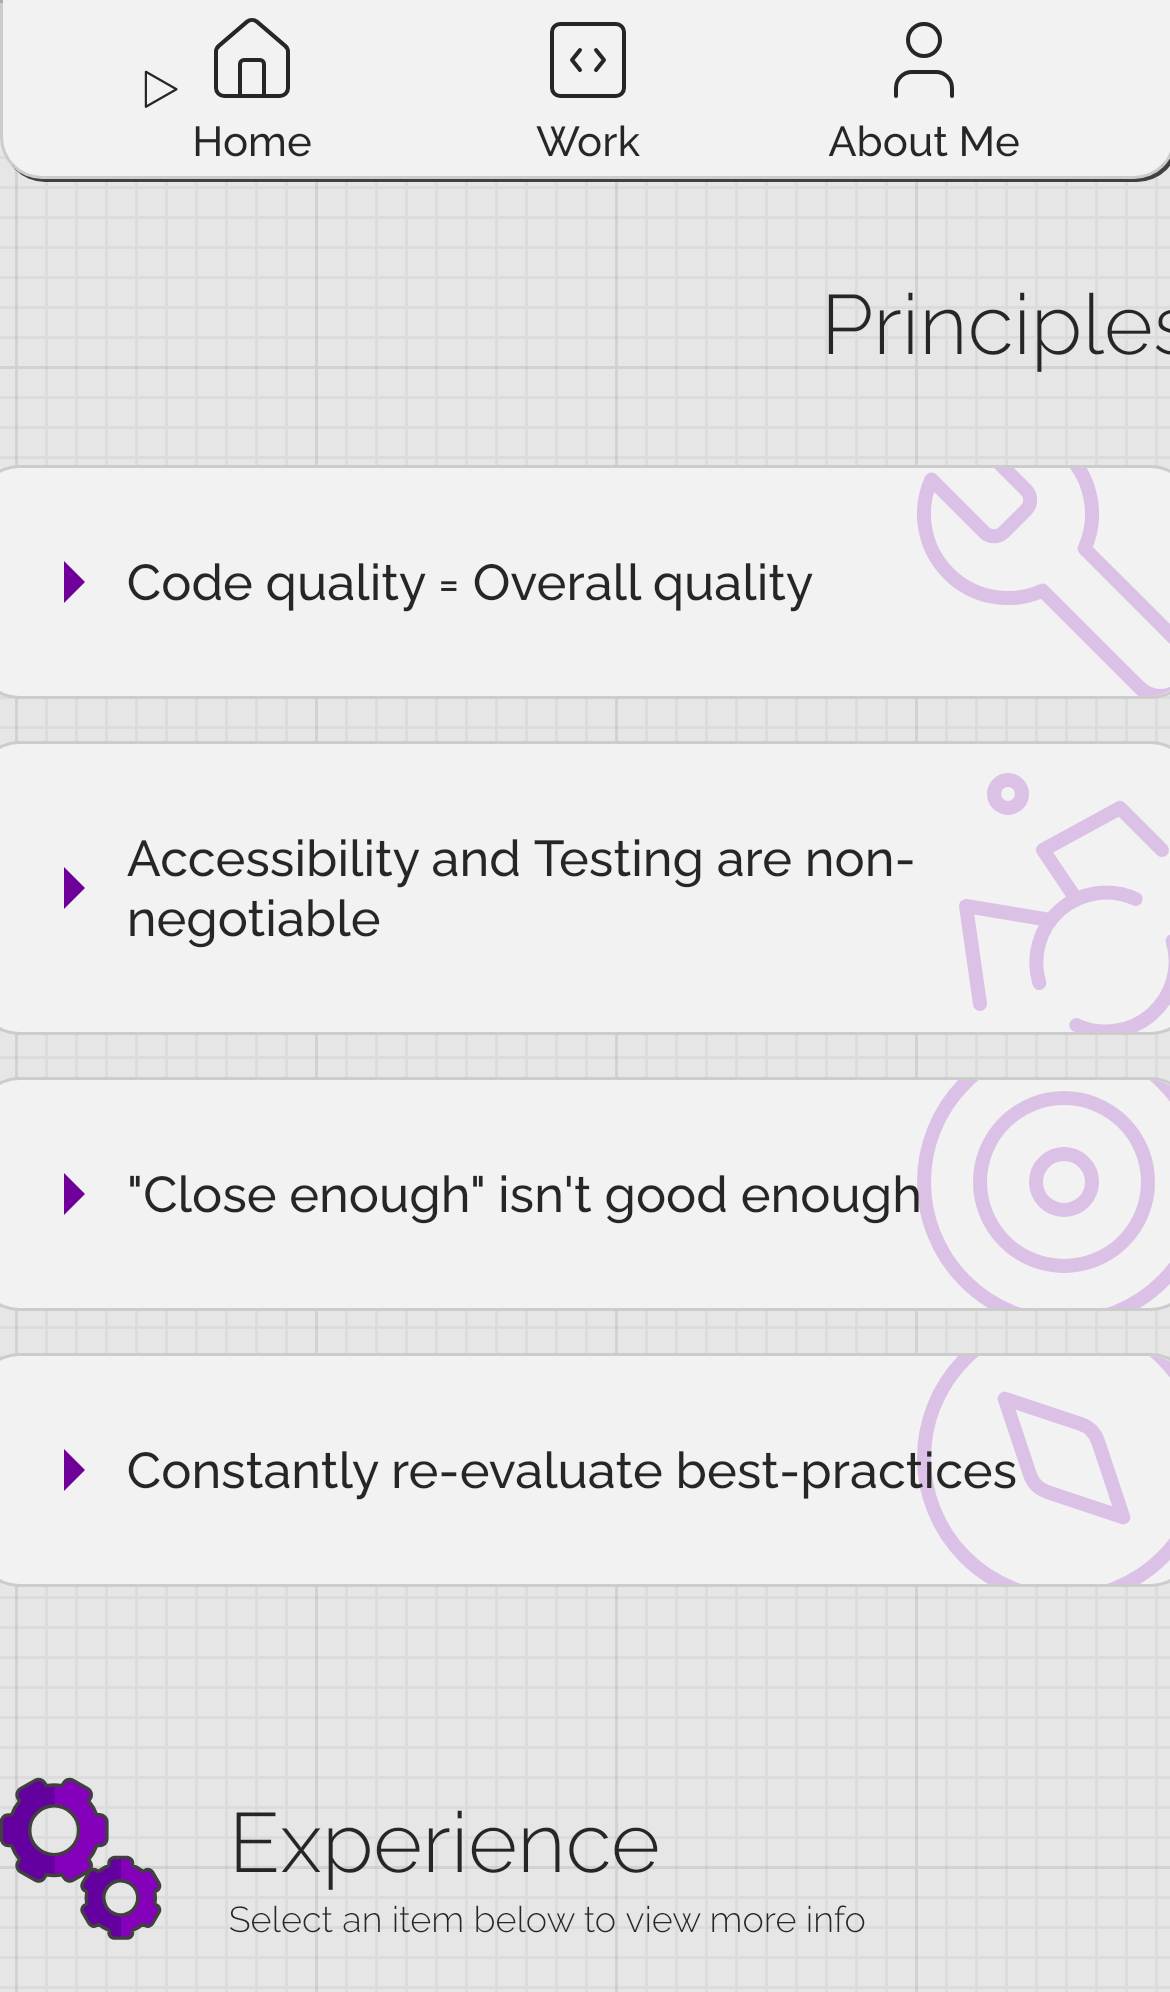 Home
Work
About Me
Principles
Code quality = Overall quality
Accessibility and Testing are non-
negotiable
"Close enough" isn't good enough
Constantly re-evaluate best-practices
Experience
Select an item below to view more info